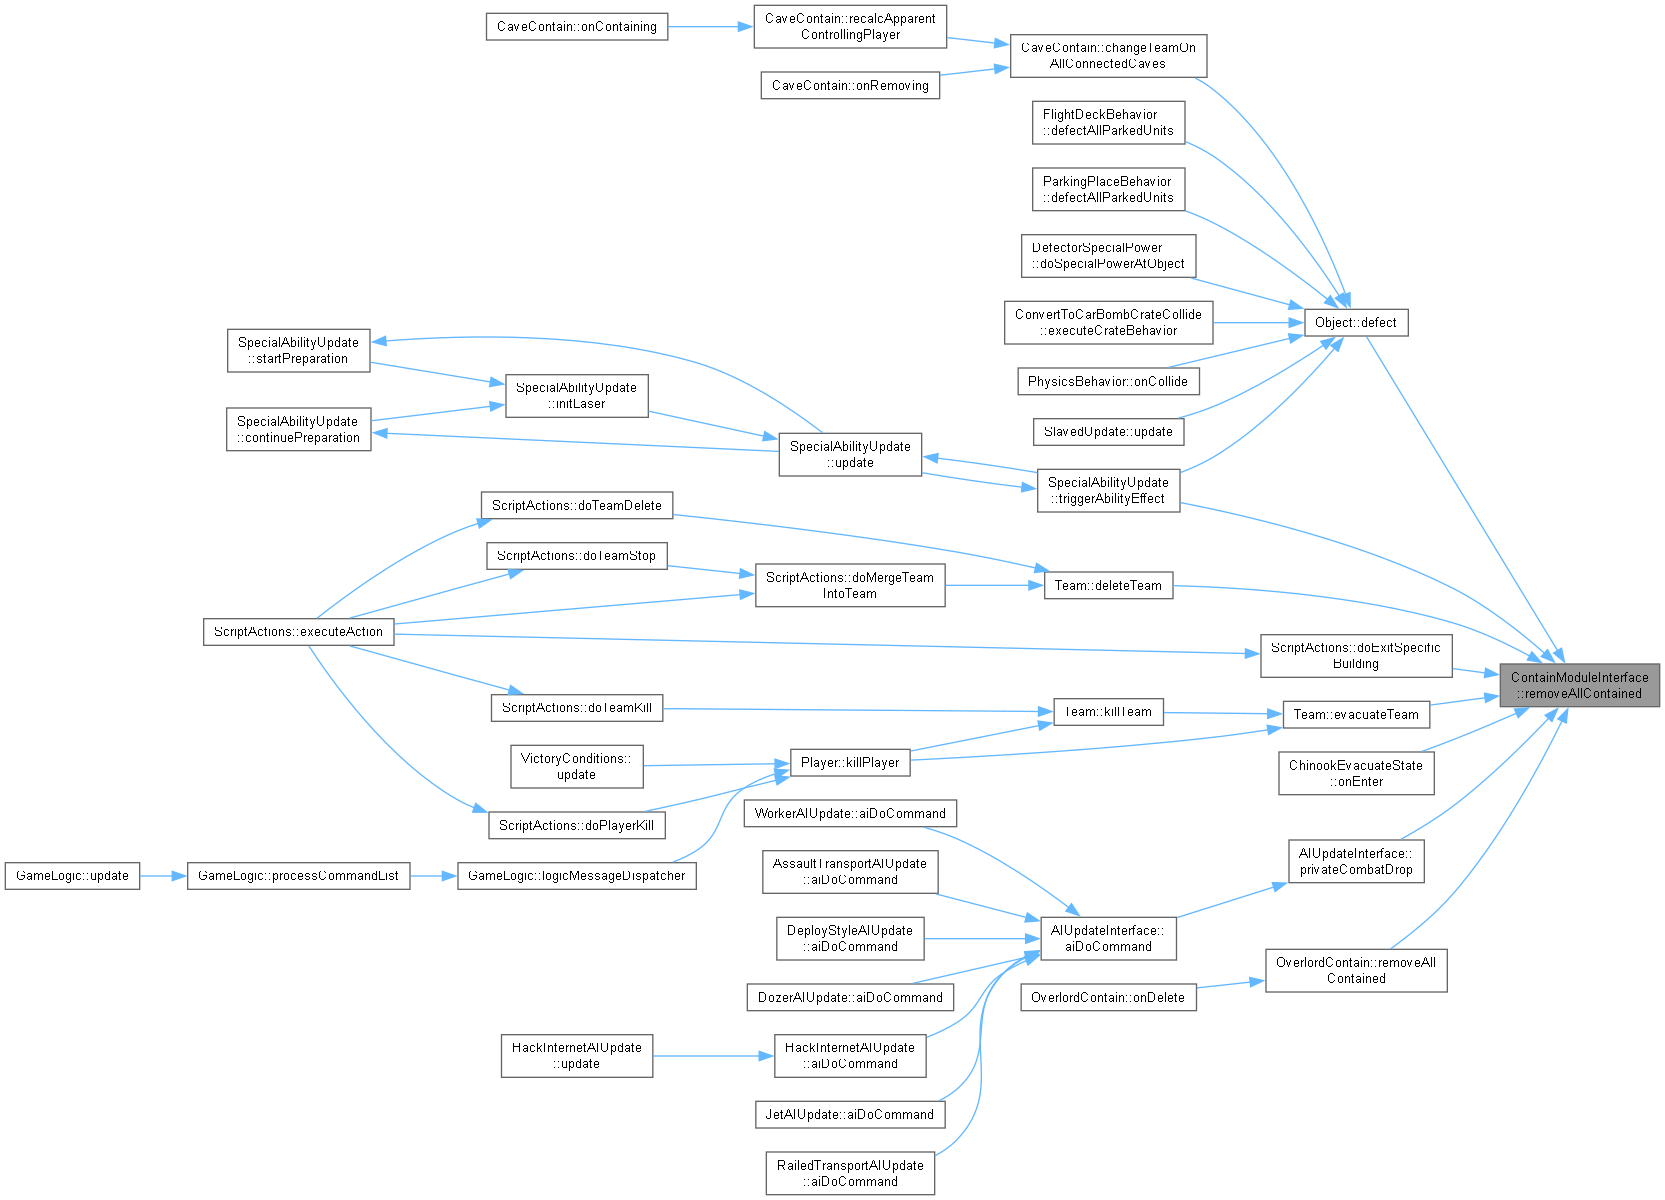 CaveContain::onContaining
CaveContain::recalcApparent
ControllingPlayer
CaveContain::changeTeamOn
AllConnectedCaves
CaveContain::onRemoving
FlightDeckBehavior
::defectAllParkedUnits
ParkingPlaceBehavior
::defectAllParkedUnits
DefectorSpecialPower
::doSpecialPowerAtObject
ConvertToCarBombCrateCollide
::executeCrateBehavior
Object::defect
PhysicsBehavior::onCollide
SlavedUpdate::update
SpecialAbilityUpdate
::startPreparation
SpecialAbilityUpdate
::initLaser
SpecialAbilityUpdate
::continuePreparation
SpecialAbilityUpdate
::update
SpecialAbilityUpdate
::triggerAbilityEffect
ScriptActions::doTeamDelete
ScriptActions::doTeamStop
ScriptActions::doMergeTeam
IntoTeam
Team::deleteTeam
ScriptActions::executeAction
ScriptActions::doExitSpecific
Building
ContainModuleInterface
::removeAllContained
ScriptActions::doTeamKill
Team::killTeam
Team::evacuateTeam
VictoryConditions::
update
Player::killPlayer
ChinookEvacuateState
::onEnter
ScriptActions::doPlayerKill
WorkerAIUpdate::aiDoCommand
GameLogic::update
GameLogic::processCommandList
GameLogic::logicMessageDispatcher
AssaultTransportAIUpdate
::aiDoCommand
AIUpdateInterface::
privateCombatDrop
DeployStyleAIUpdate
::aiDoCommand
AIUpdateInterface::
aiDoCommand
DozerAIUpdate::aiDoCommand
OverlordContain::onDelete
OverlordContain::removeAll
Contained
HackInternetAIUpdate
::update
HackInternetAIUpdate
::aiDoCommand
JetAIUpdate::aiDoCommand
RailedTransportAIUpdate
::aiDoCommand